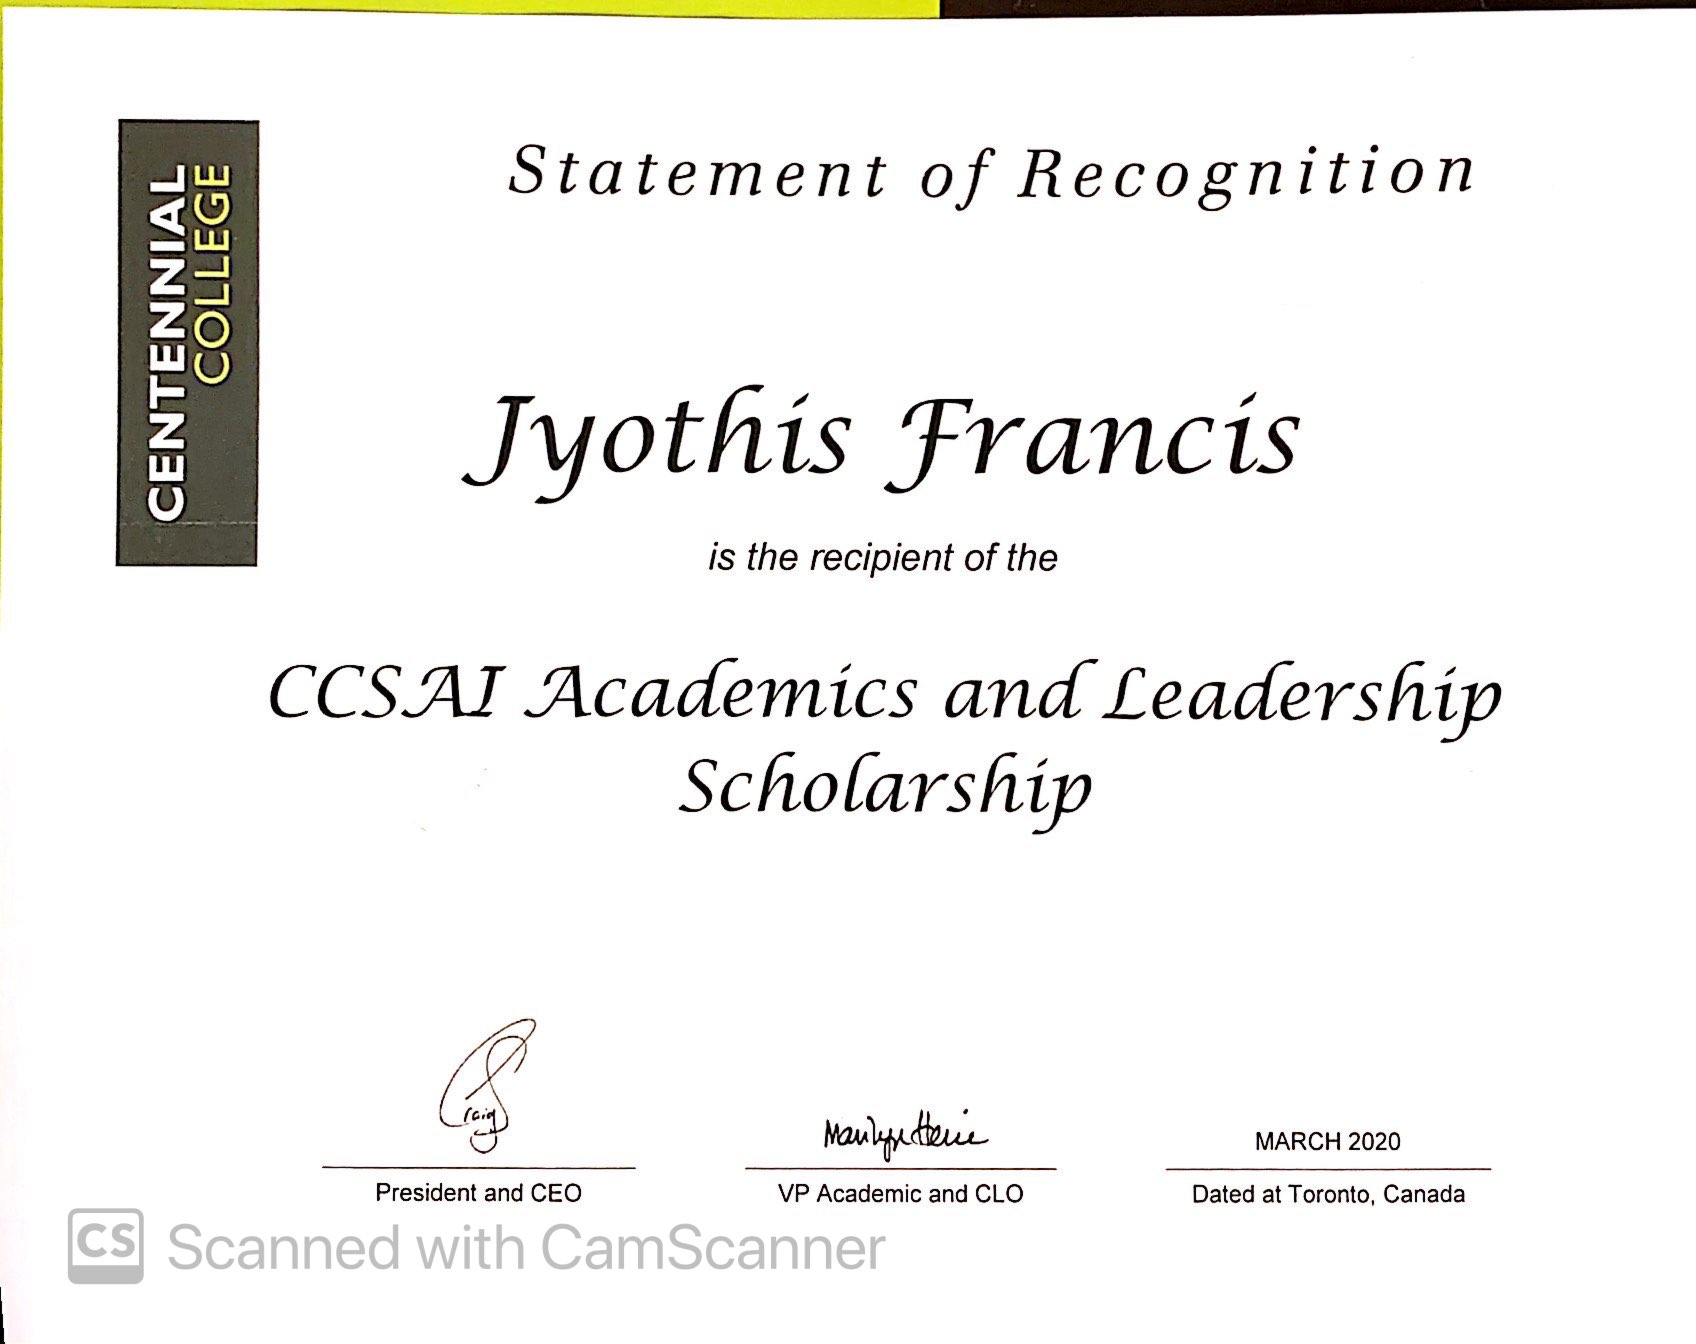 CENTENNIAL
COLLEGE
Statement of Recognition
Jyothis Francis
is the recipient of the
CCSAI Academics and Leadership
Scholarship
Craig
Marilyn Herie
MARCH 2020
President and CEO
VP Academic and CLO
Dated at Toronto, Canada
CS Scanned with CamScanner